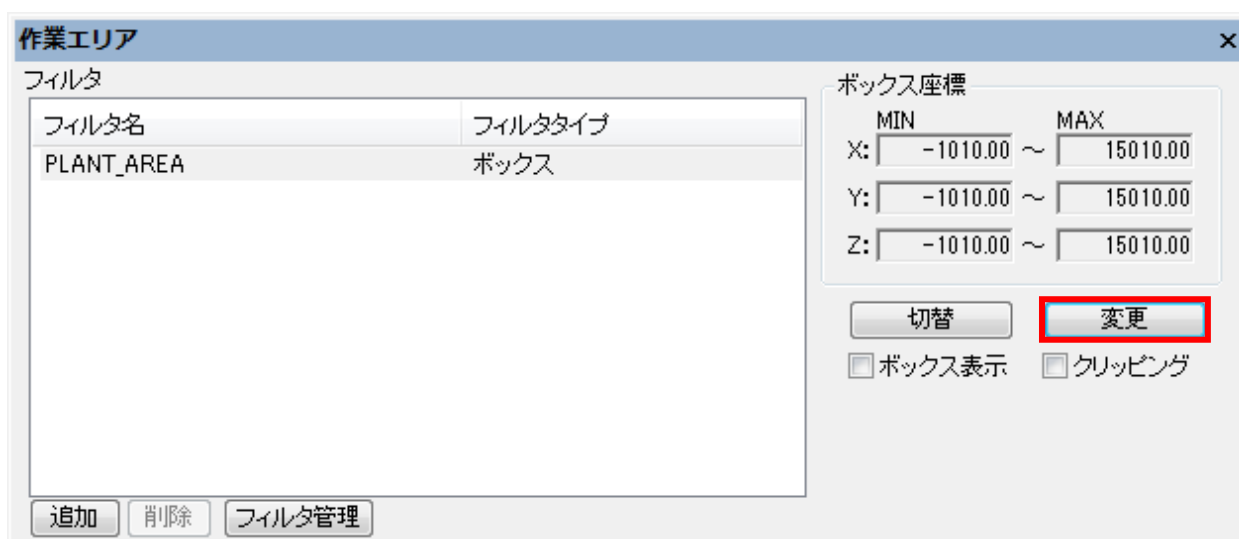 作業エリア ×
フィルタ
フィルタ名 フィルタタイプ
PLANT_AREA ボックス
追加 削除 フィルタ管理
ボックス座標
MIN MAX
X: -1010.00 ～ 15010.00
Y: -1010.00 ～ 15010.00
Z: -1010.00 ～ 15010.00
切替 変更
ボックス表示 クリッピング